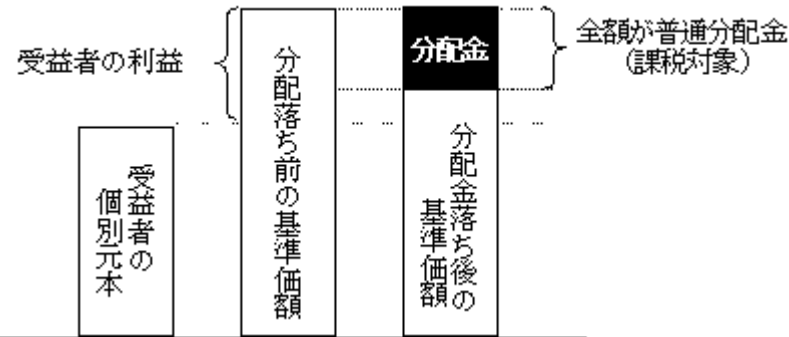 受益者の利益
受益者の
個別元本
分配落ち前の基準価額
分配金
分配金落ち後の
基準価額
全額が普通分配金
(課税対象)